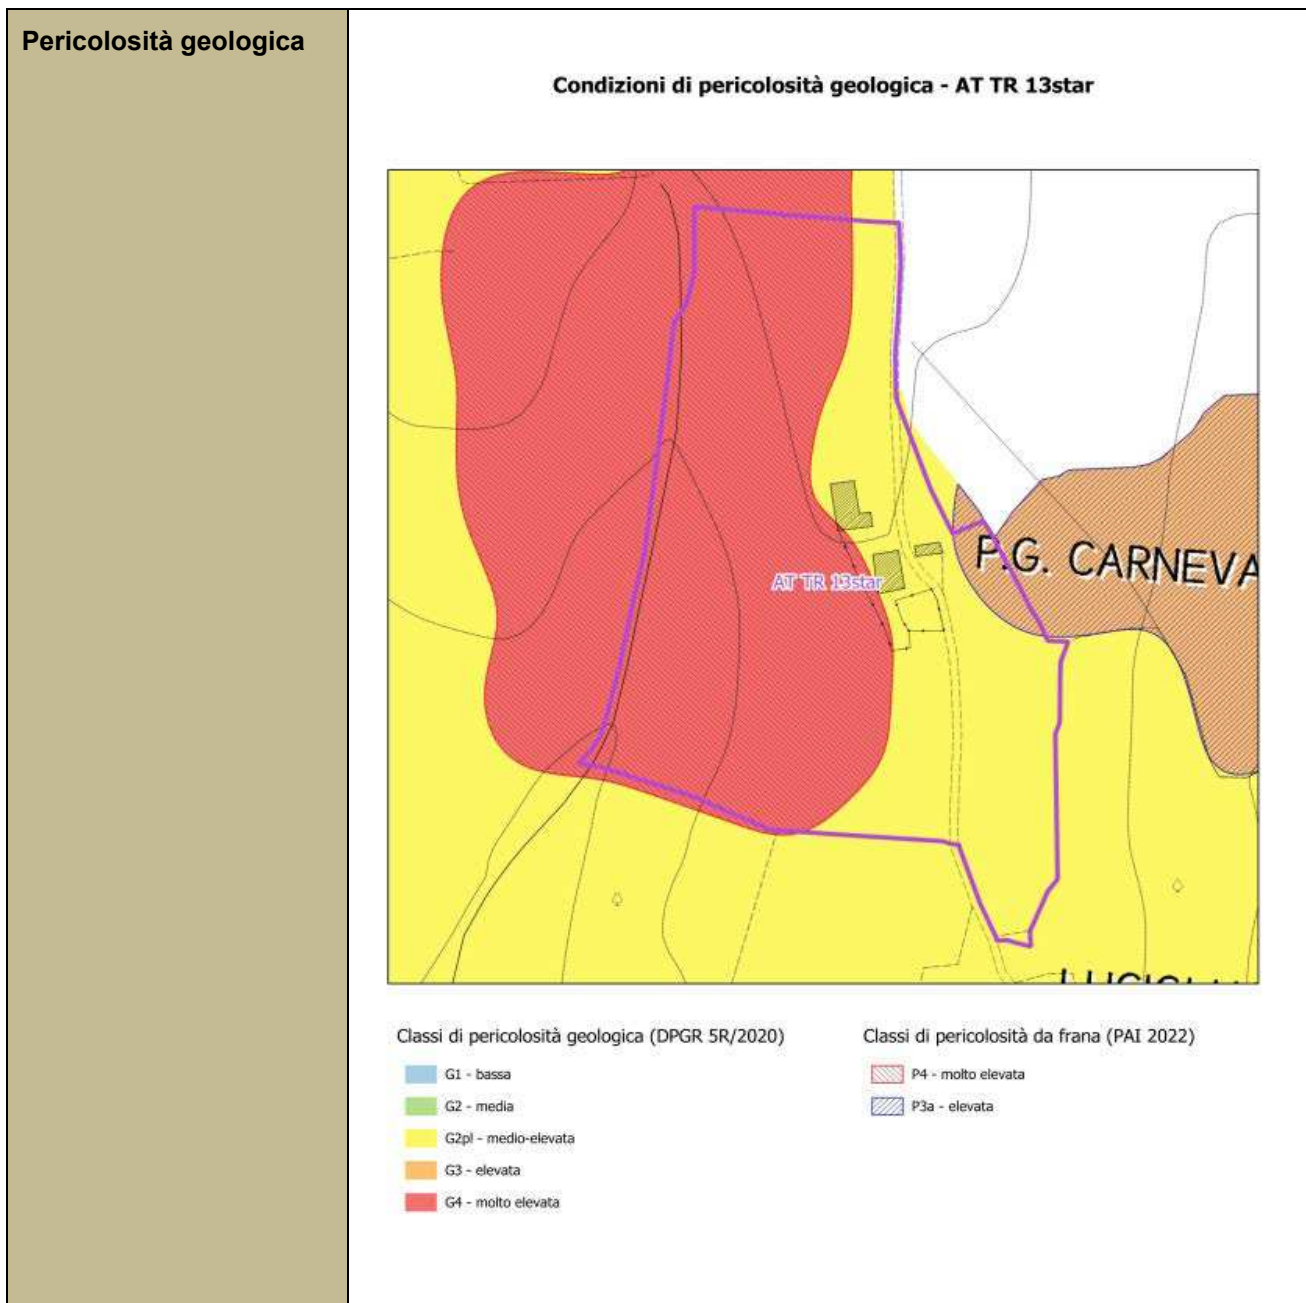 Pericolosità geologica
Condizioni di pericolosità geologica - AT TR 13star
P.G. CARNEVA
AT TR 13star
Classi di pericolosità geologica (DPGR 5R/2020)
G1 - bassa
G2 - media
G2pl - medio-elevata
G3 - elevata
G4 - molto elevata
Classi di pericolosità da frana (PAI 2022)
P4 - molto elevata
P3a - elevata